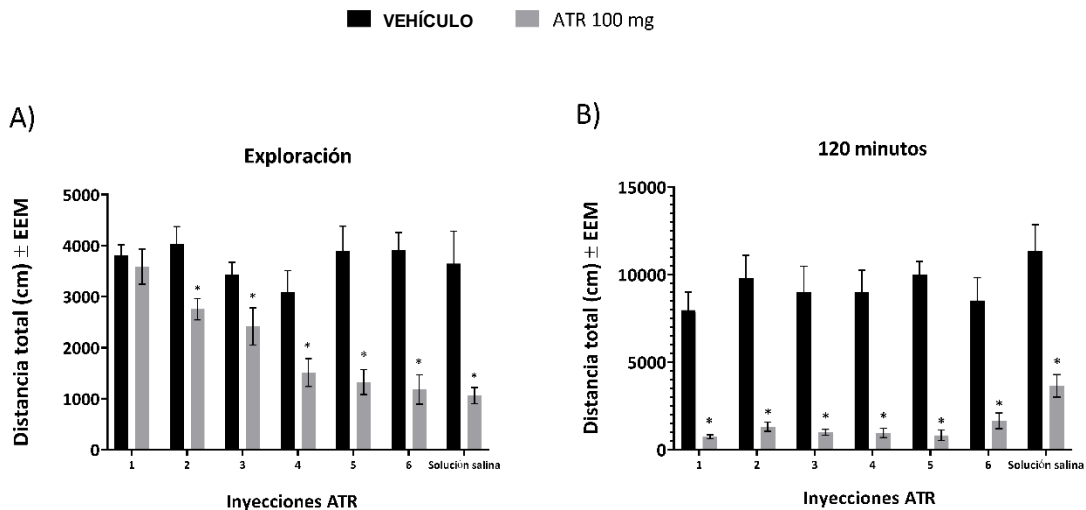 VEHÍCULO ATR 100 mg
A)
Exploración
Distancia total (cm) ± EEM
5000
4000
3000
2000
1000
0
* * * * * *
1 2 3 4 5 6 Solución salina
Inyecciones ATR
B)
120 minutos
Distancia total (cm) ± EEM
15000
10000
5000
0
* * * * * * *
1 2 3 4 5 6 Solución salina
Inyecciones ATR